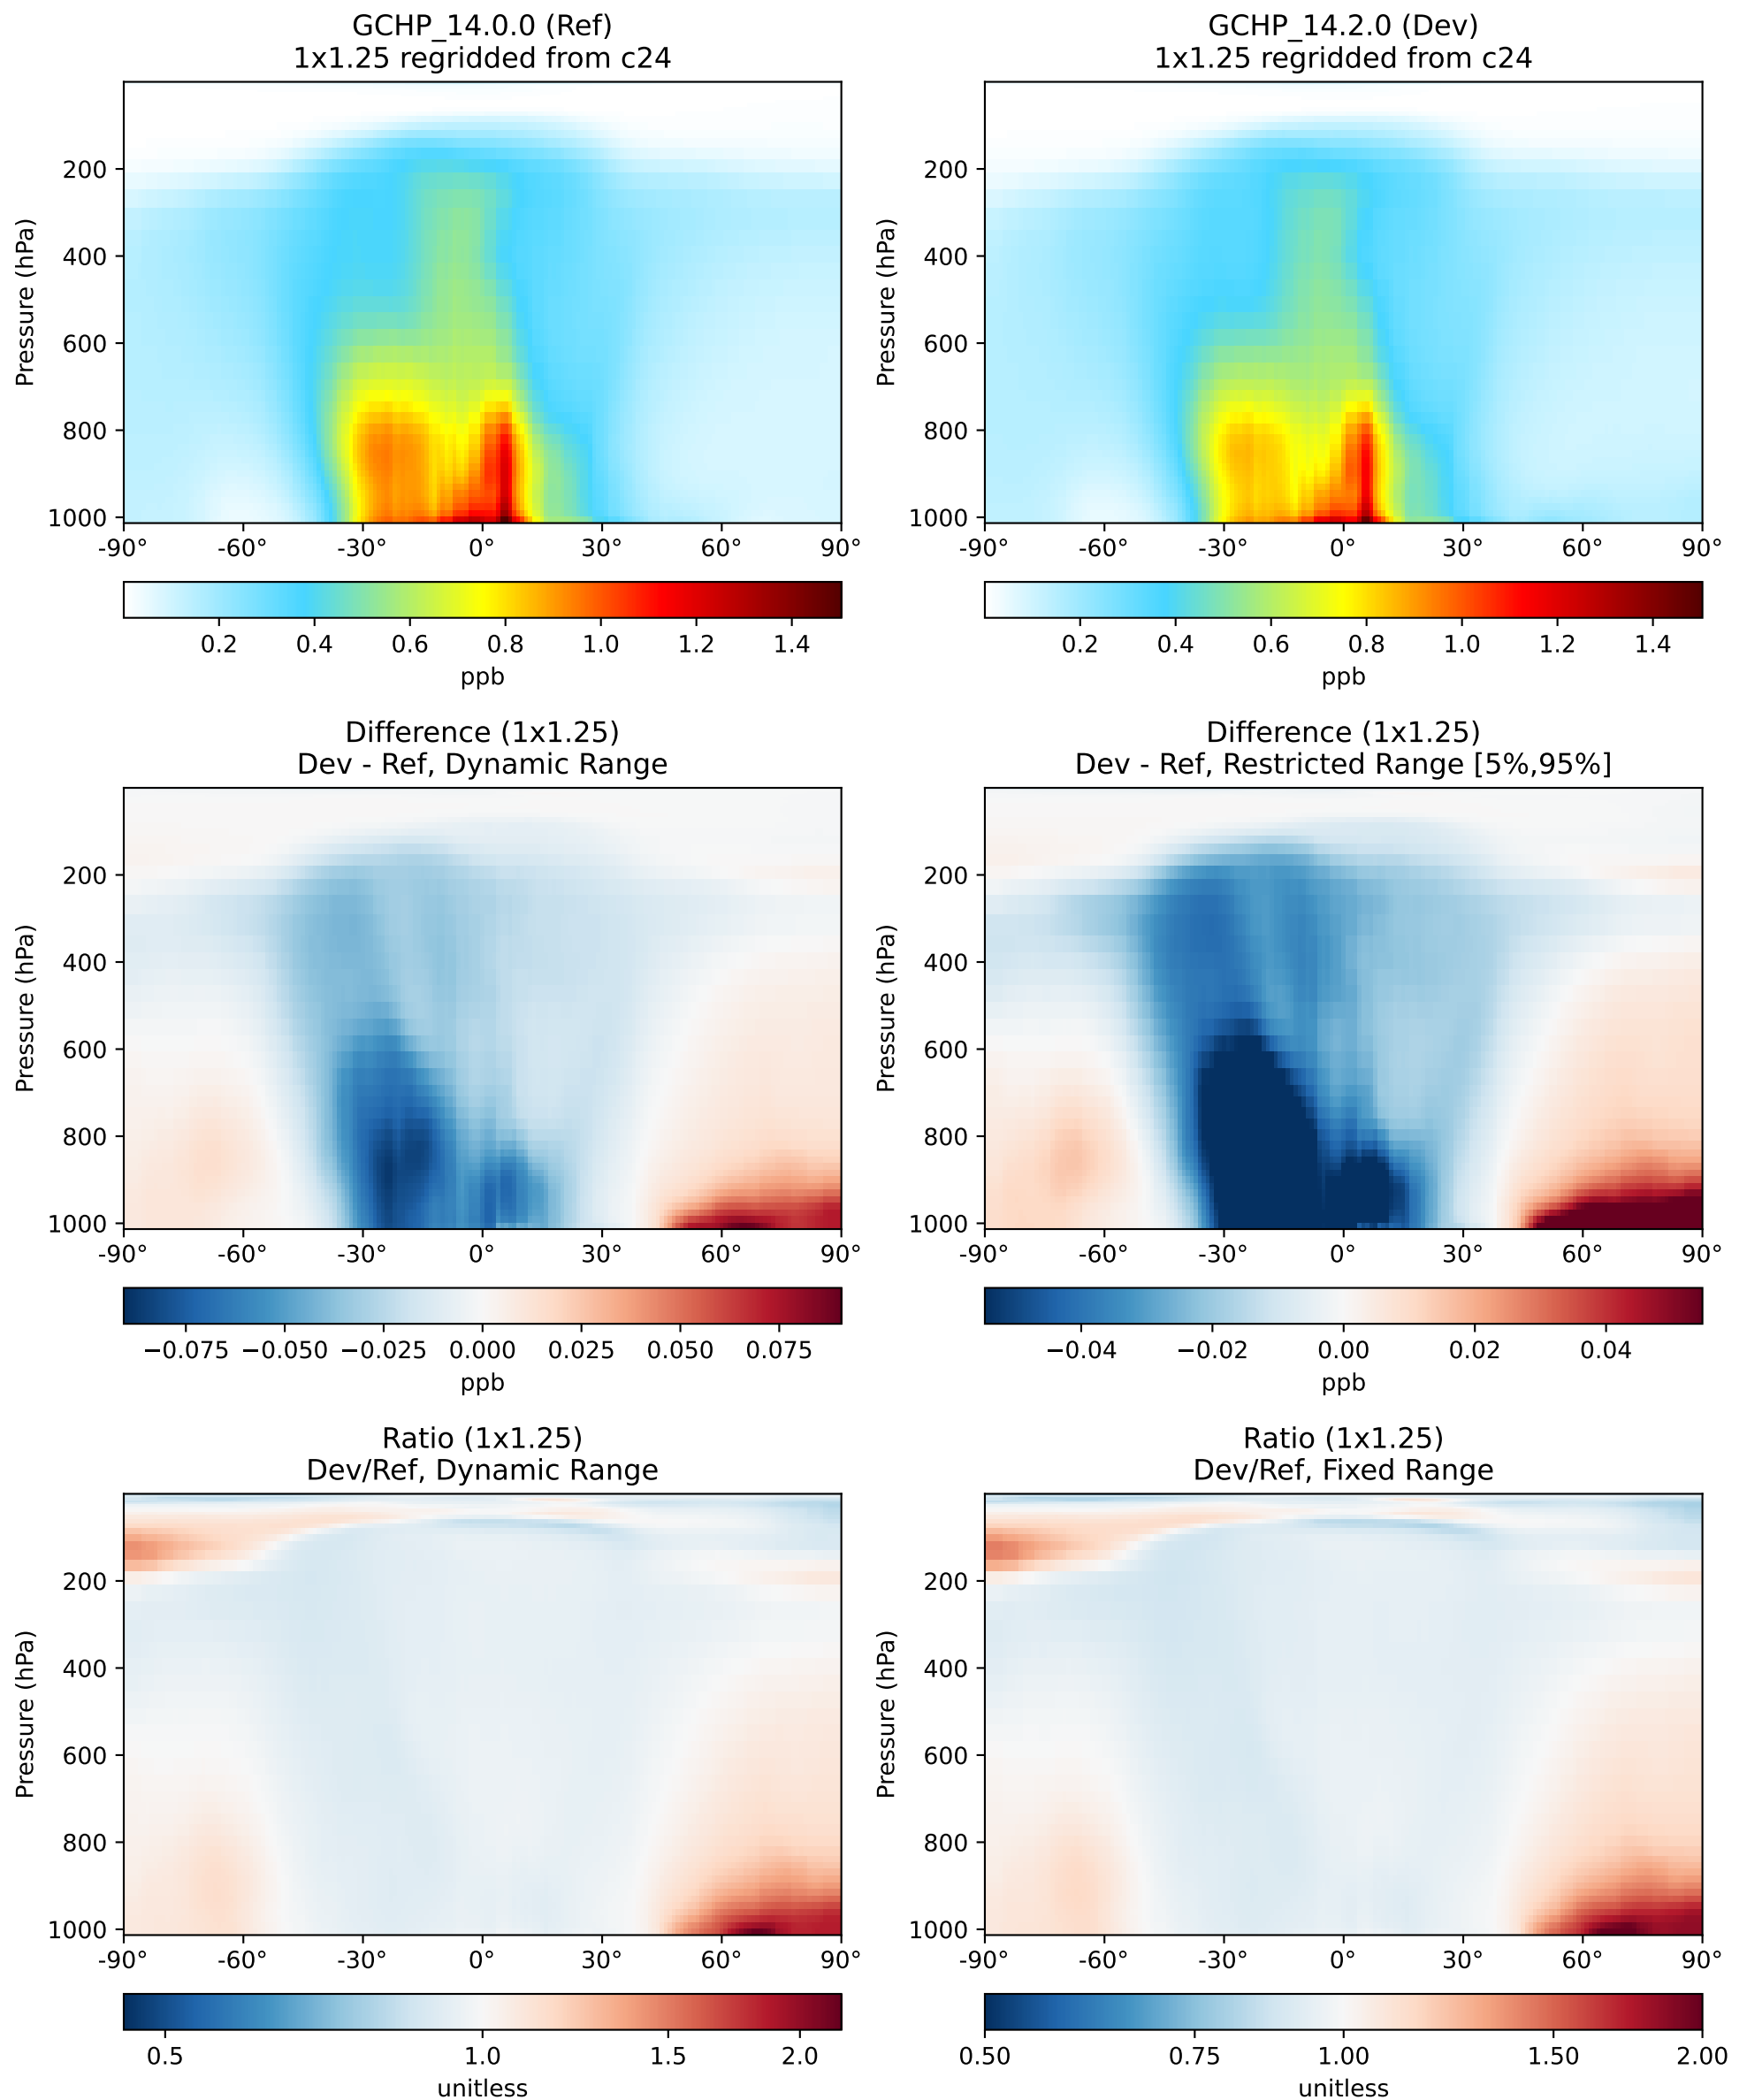 GCHP_14.0.0 (Ref)
1x1.25 regridded from c24
Pressure (hPa)
200
400
600
800
1000
-90° -60° -30° 0° 30° 60° 90°
0.2 0.4 0.6 0.8 1.0 1.2 1.4
ppb
GCHP_14.2.0 (Dev)
1x1.25 regridded from c24
Pressure (hPa)
200
400
600
800
1000
-90° -60° -30° 0° 30° 60° 90°
0.2 0.4 0.6 0.8 1.0 1.2 1.4
ppb
Difference (1x1.25)
Dev - Ref, Dynamic Range
Pressure (hPa)
200
400
600
800
1000
-90° -60° -30° 0° 30° 60° 90°
−0.075 −0.050 −0.025 0.000 0.025 0.050 0.075
ppb
Difference (1x1.25)
Dev - Ref, Restricted Range [5%,95%]
Pressure (hPa)
200
400
600
800
1000
-90° -60° -30° 0° 30° 60° 90°
−0.04 −0.02 0.00 0.02 0.04
ppb
Ratio (1x1.25)
Dev/Ref, Dynamic Range
Pressure (hPa)
200
400
600
800
1000
-90° -60° -30° 0° 30° 60° 90°
0.5 1.0 1.5 2.0
unitless
Ratio (1x1.25)
Dev/Ref, Fixed Range
Pressure (hPa)
200
400
600
800
1000
-90° -60° -30° 0° 30° 60° 90°
0.50 0.75 1.00 1.50 2.00
unitless